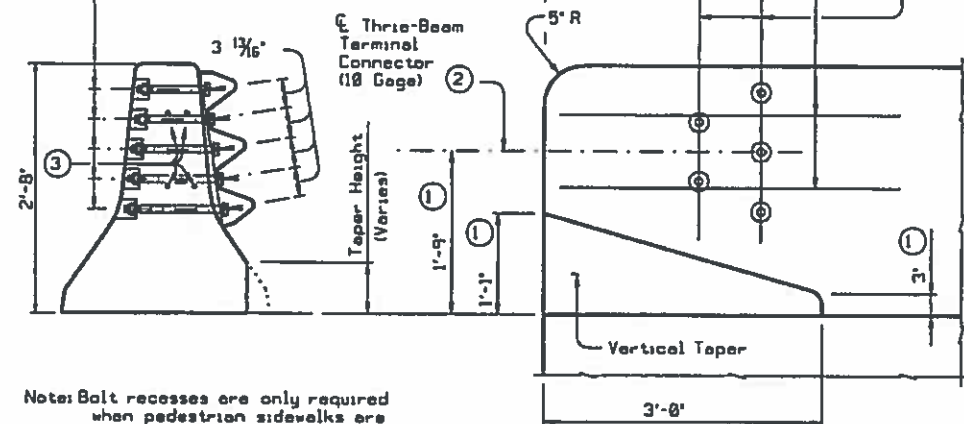 3 13/16"
℄ Thrie-Beam
Terminal
Connector
(10 Gage)
2
5" R
3
2'-8"
Taper Height
(Varies)
1
1'-9"
1
1'-1"
1
3"
Vertical Taper
3'-0"
Note: Bolt recesses are only required
when pedestrian sidewalks are